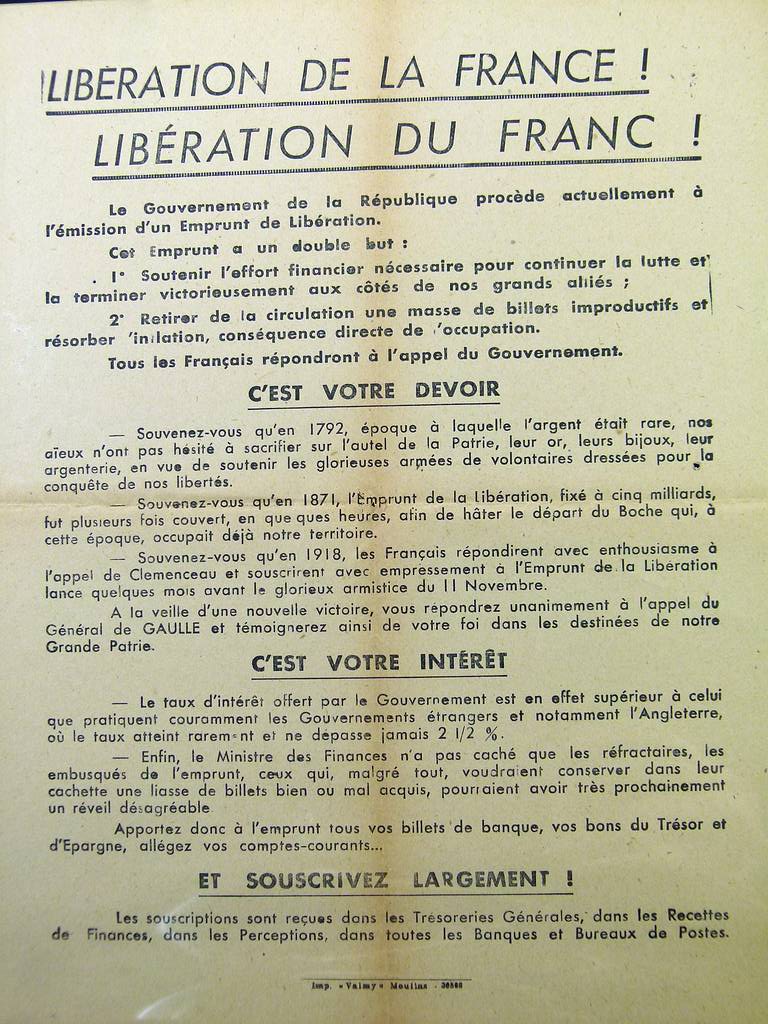 LIBÉRATION DE LA FRANCE !
LIBÉRATION DU FRANC !
Le Gouvernement de la République procède actuellement à
l'émission d'un Emprunt de Libération.
Cet Emprunt a un double but :
1° Soutenir l'effort financier nécessaire pour continuer la lutte et
la terminer victorieusement aux côtés de nos grands alliés ;
2° Retirer de la circulation une masse de billets improductifs et
résorber 'inflation, conséquence directe de l'occupation.
Tous les Français répondront à l'appel du Gouvernement.
C'EST VOTRE DEVOIR
— Souvenez-vous qu'en 1792, époque à laquelle l'argent était rare, nos
aïeux n'ont pas hésité à sacrifier sur l'autel de la Patrie, leur or, leurs bijoux, leur
argenterie, en vue de soutenir les glorieuses armées de volontaires dressées pour la
conquête de nos libertés.
— Souvenez-vous qu'en 1871, l'Emprunt de la Libération, fixé à cinq milliards,
fut plusieurs fois couvert, en que ques heures, afin de hâter le départ du Boche qui, à
cette époque, occupait déjà notre territoire.
— Souvenez-vous qu'en 1918, les Français répondirent avec enthousiasme à
l'appel de Clemenceau et souscrirent avec empressement à l'Emprunt de la Libération
lance quelques mois avant le glorieux armistice du 11 Novembre.
A la veille d'une nouvelle victoire, vous répondrez unanimement à l'appel du
Général de GAULLE et témoignerez ainsi de votre foi dans les destinées de notre
Grande Patrie.
C'EST VOTRE INTÉRÊT
— Le taux d'intérêt offert par le Gouvernement est en effet supérieur à celui
que pratiquent couramment les Gouvernements étrangers et notamment l'Angleterre,
où le taux atteint rarement et ne dépasse jamais 2 1/2 %.
— Enfin, le Ministre des Finances n'a pas caché que les réfractaires, les
embusqués de l'emprunt, ceux qui, malgré tout, voudraient conserver dans leur
cachette une liasse de billets bien ou mal acquis, pourraient avoir très prochainement
un réveil désagréable
Apportez donc à l'emprunt tous vos billets de banque, vos bons du Trésor et
d'Epargne, allégez vos comptes-courants...
ET SOUSCRIVEZ LARGEMENT !
Les souscriptions sont reçues dans les Trésoreries Générales, dans les Recettes
de Finances, dans les Perceptions, dans toutes les Banques et Bureaux de Postes.
Imp. « Valmy » Moulins - 30508